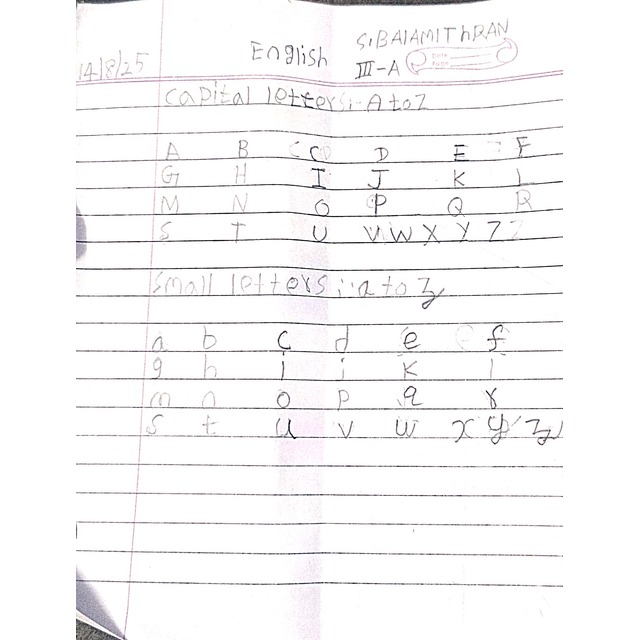 S.BALAMIThRAN
English
14/8/25
III-A
Date
Page
Capital letters:-A to Z
A B C D E F
G H I J K L
M N O P Q R
S T U V W X Y Z
Small letters :-a to z
a b c d e f
g h i j k l
m n o p q r
s t u v w x y z